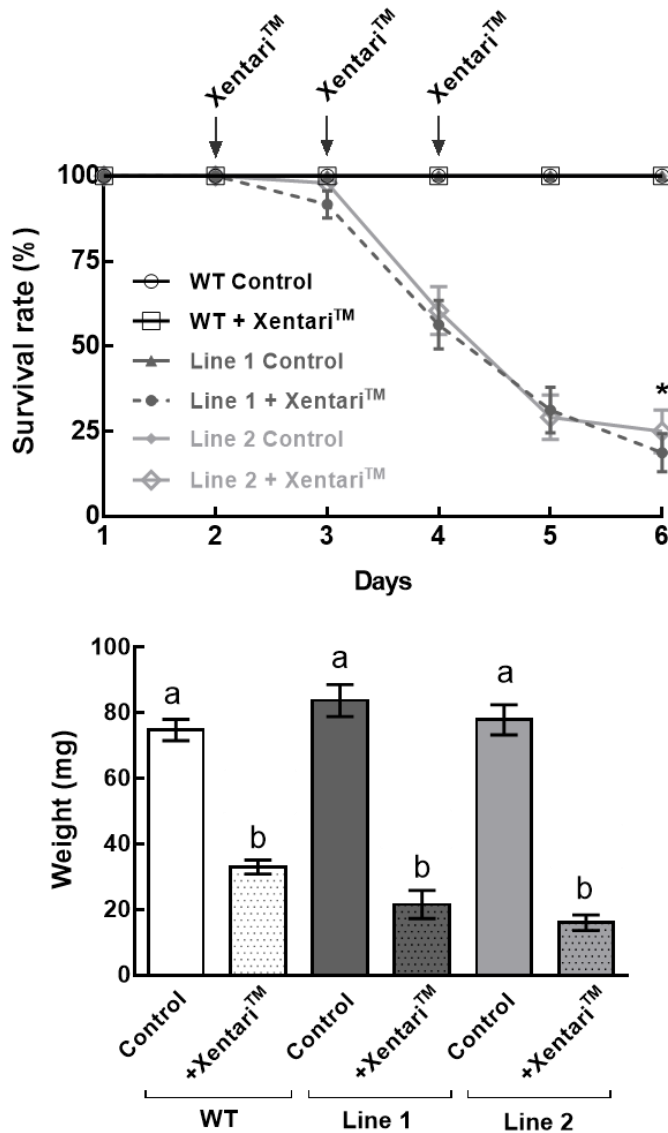 Xentari™ Xentari™ Xentari™
100
75
50
25
0
Survival rate (%)
WT Control
WT + Xentari™
Line 1 Control
Line 1 + Xentari™
Line 2 Control
Line 2 + Xentari™
*
1 2 3 4 5 6
Days
100
80
60
40
20
0
Weight (mg)
a b a b a b
Control +Xentari™ Control +Xentari™ Control +Xentari™
WT Line 1 Line 2